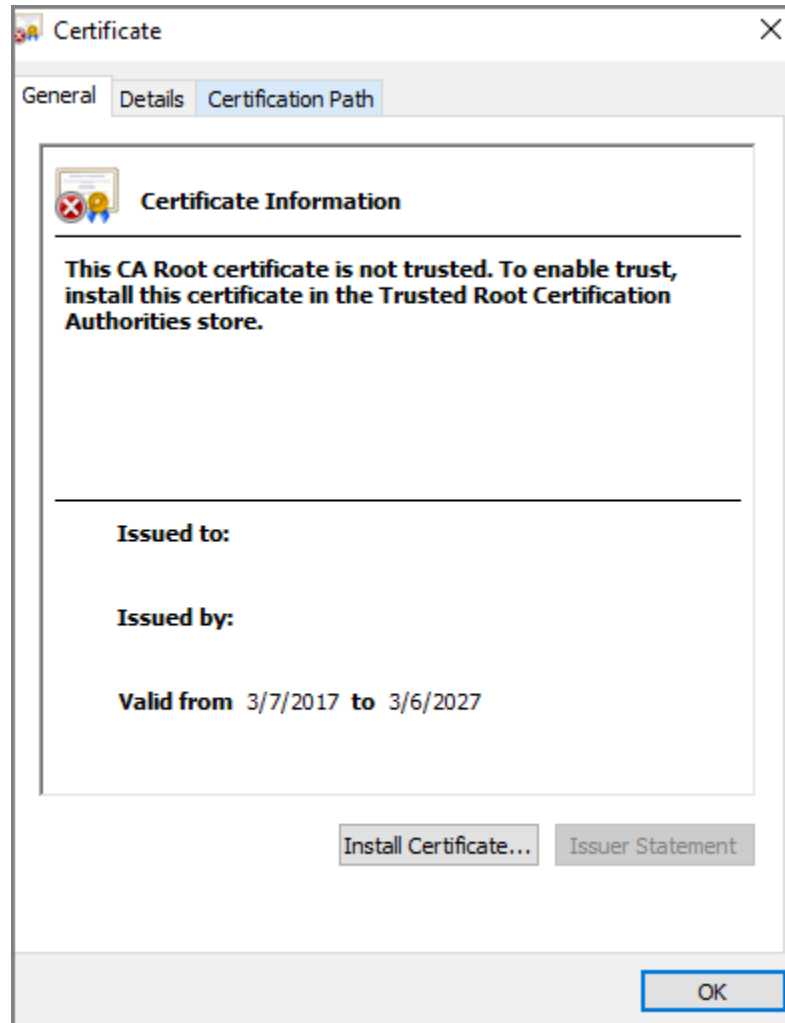 Certificate
General Details Certification Path
Certificate Information
This CA Root certificate is not trusted. To enable trust,
install this certificate in the Trusted Root Certification
Authorities store.
Issued to:
Issued by:
Valid from 3/7/2017 to 3/6/2027
Install Certificate... Issuer Statement
OK